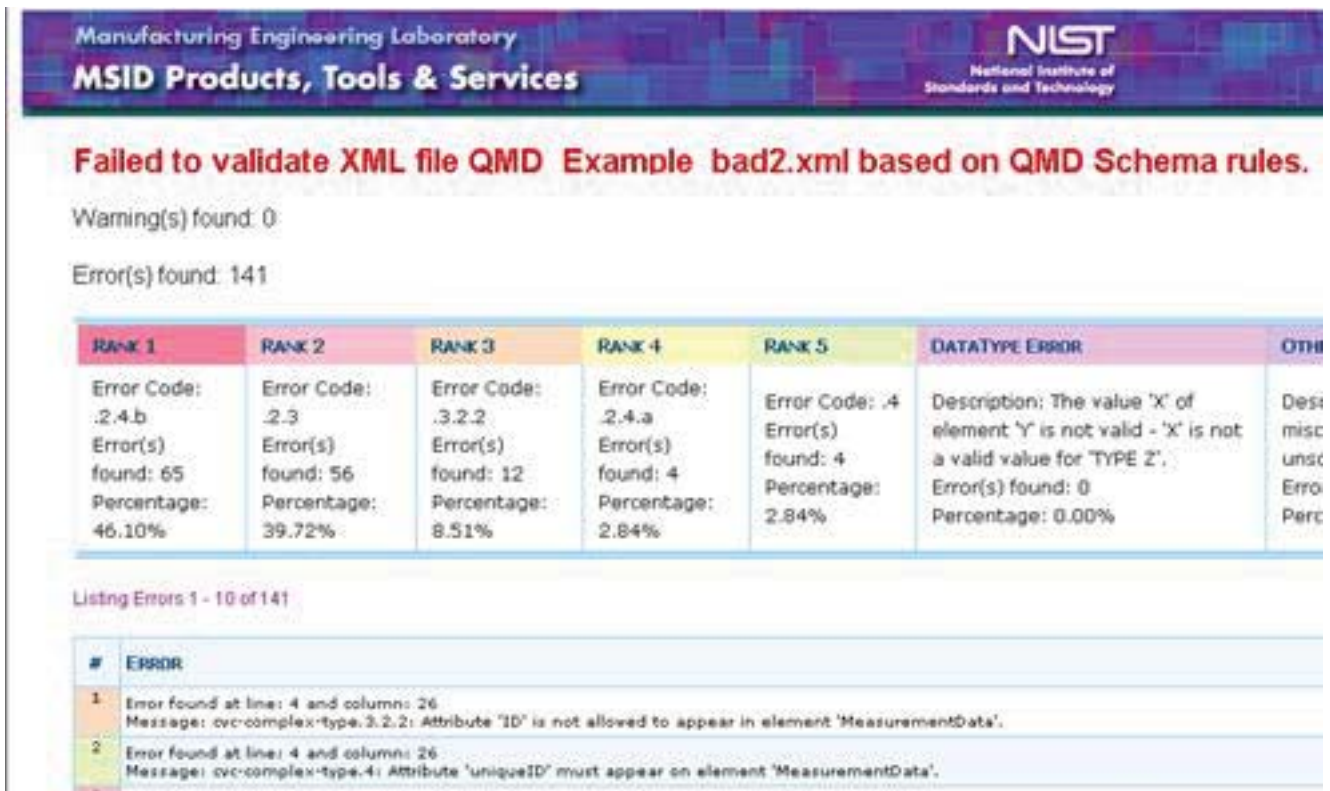 Manufacturing Engineering Laboratory
MSID Products, Tools & Services
NIST
National Institute of
Standards and Technology
Failed to validate XML file QMD_Example_bad2.xml based on QMD Schema rules.
Warning(s) found: 0
Error(s) found: 141
RANK 1
Error Code:
.2.4.b
Error(s)
found: 65
Percentage:
46.10%
RANK 2
Error Code:
.2.3
Error(s)
found: 56
Percentage:
39.72%
RANK 3
Error Code:
.3.2.2
Error(s)
found: 12
Percentage:
8.51%
RANK 4
Error Code:
.2.4.a
Error(s)
found: 4
Percentage:
2.84%
RANK 5
Error Code: .4
Error(s)
found: 4
Percentage:
2.84%
DATATYPE ERROR
Description: The value 'X' of
element 'Y' is not valid - 'X' is not
a valid value for 'TYPE Z'.
Error(s) found: 0
Percentage: 0.00%
Listing Errors 1 - 10 of 141
# ERROR
1 Error found at line: 4 and column: 26
Message: cvc-complex-type.3.2.2: Attribute 'ID' is not allowed to appear in element 'MeasurementData'.
2 Error found at line: 4 and column: 26
Message: cvc-complex-type.4: Attribute 'uniqueID' must appear on element 'MeasurementData'.